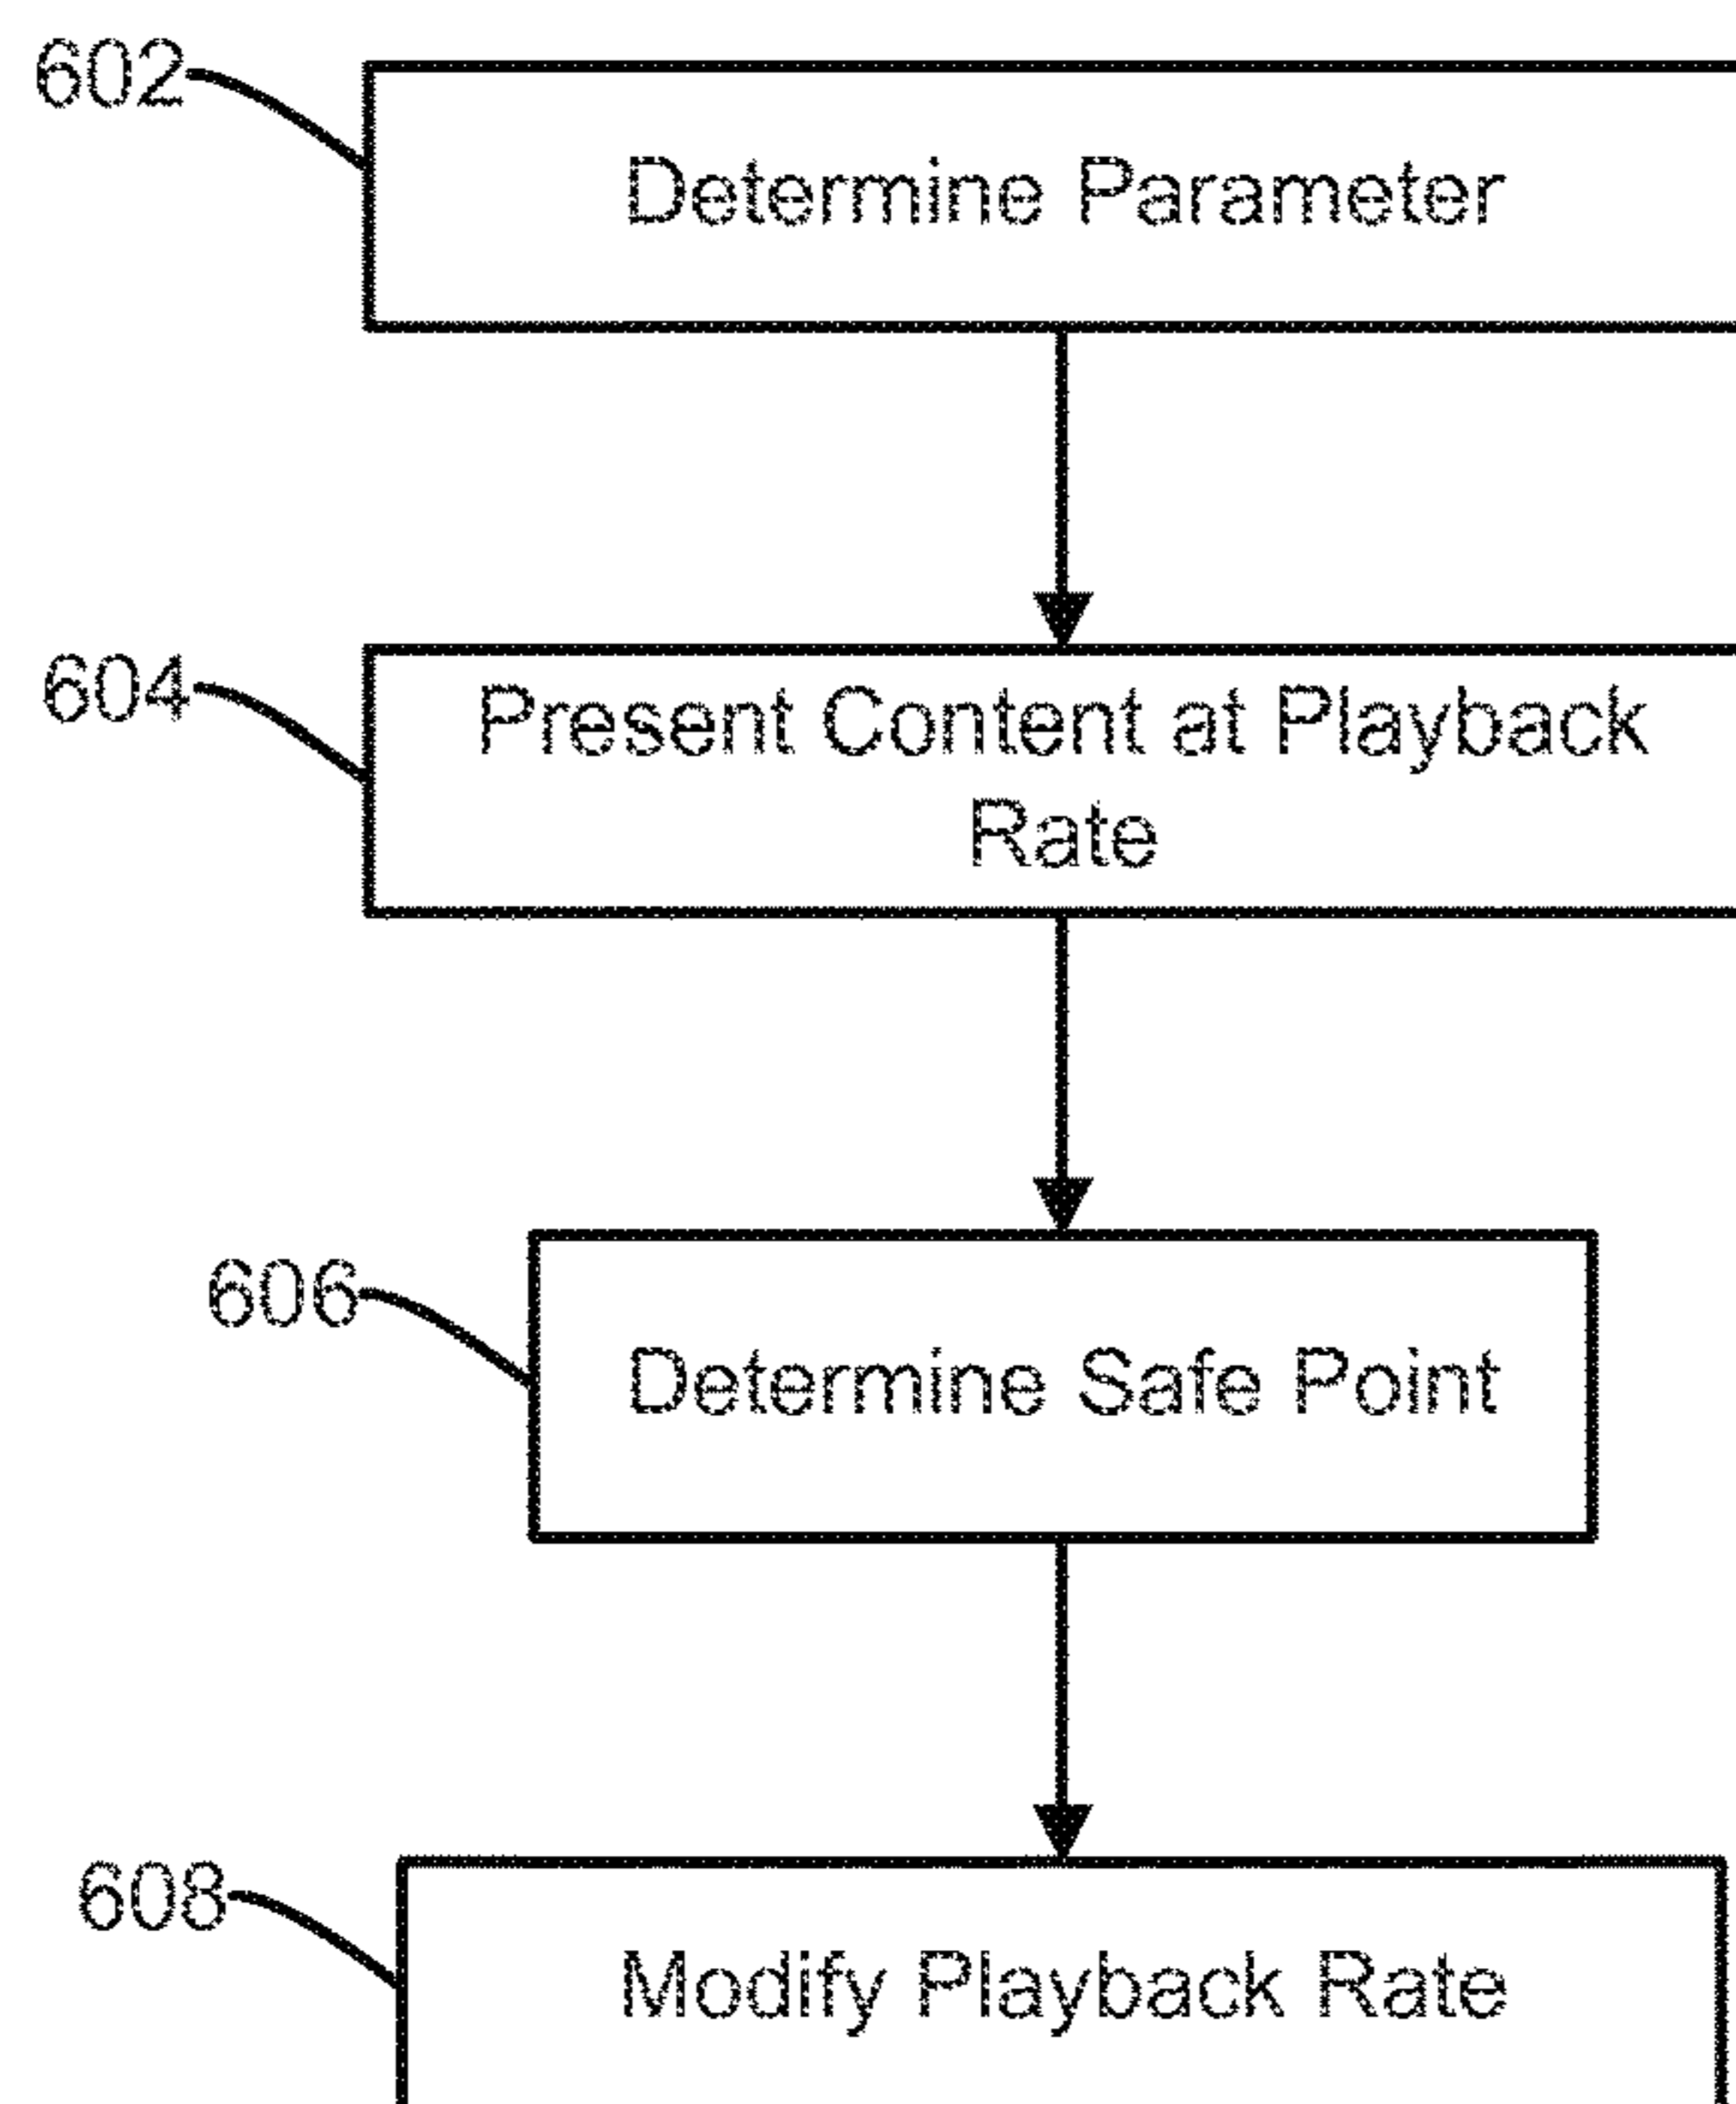 602
Determine Parameter
604
Present Content at Playback
Rate
606
Determine Safe Point
608
Modify Playback Rate